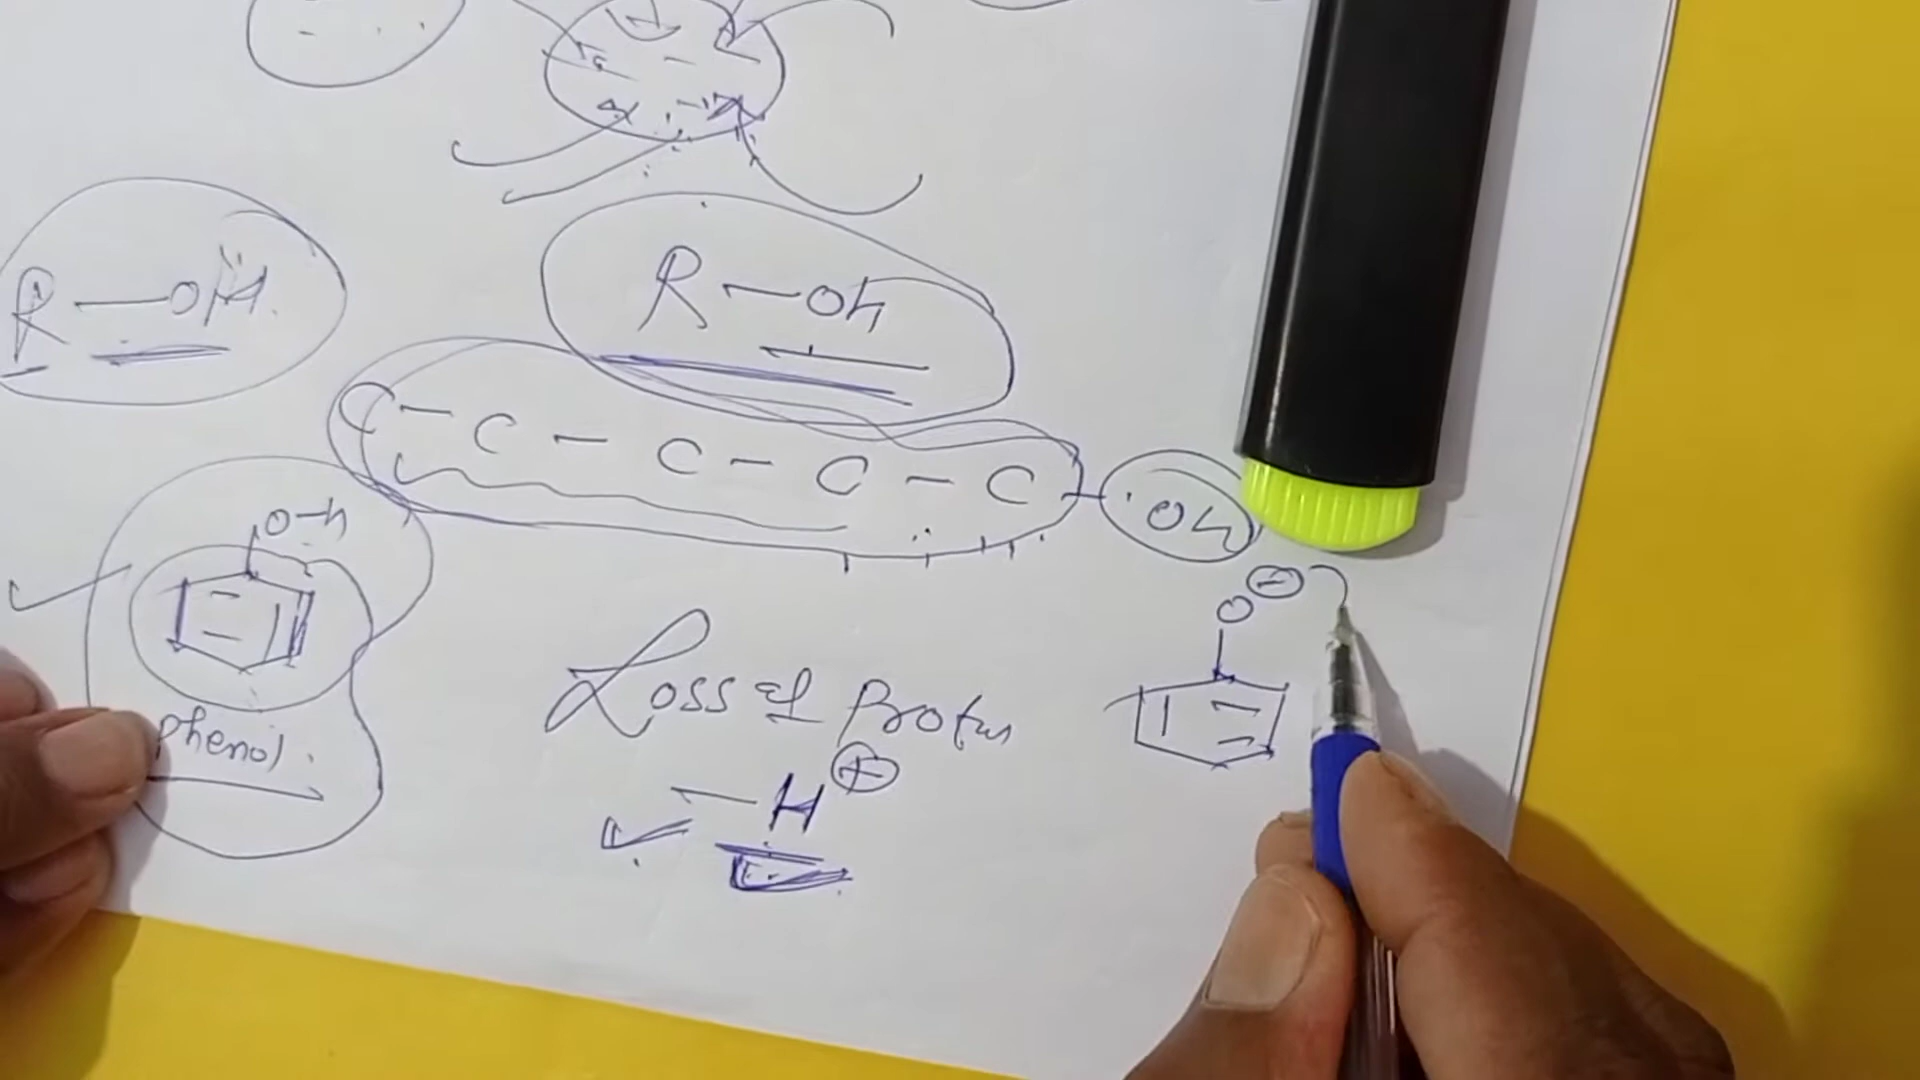 R — OH
R — Oh
C — C — C — C — C — Oh
O-h
phenol.
O ⊖
Loss of Proton
— H ⊕